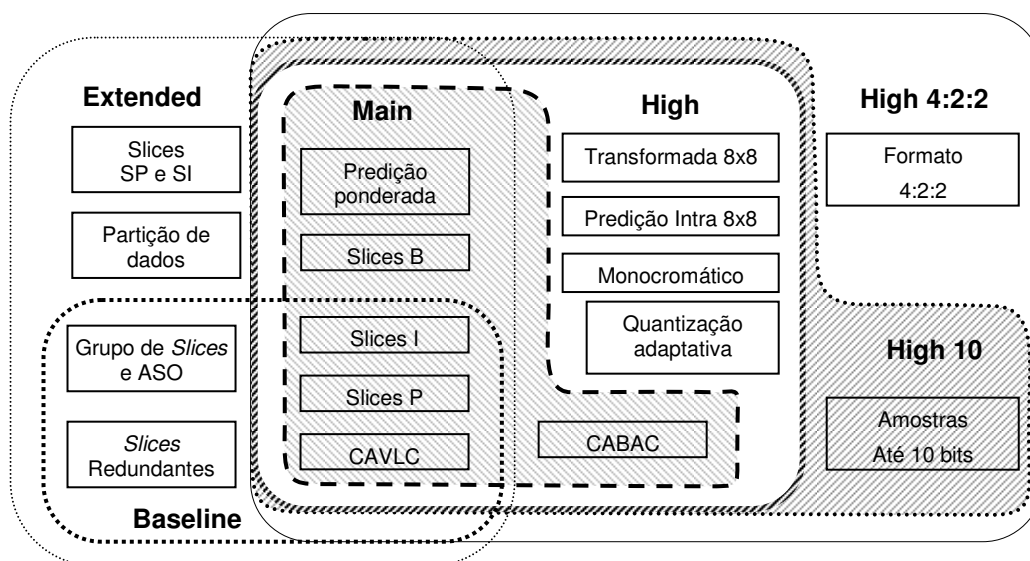 Extended
Slices
SP e SI
Partição de
dados
Grupo de Slices
e ASO
Slices
Redundantes
Baseline
Main
Predição
ponderada
Slices B
Slices I
Slices P
CAVLC
High
Transformada 8x8
Predição Intra 8x8
Monocromático
Quantização
adaptativa
CABAC
High 4:2:2
Formato
4:2:2
High 10
Amostras
Até 10 bits